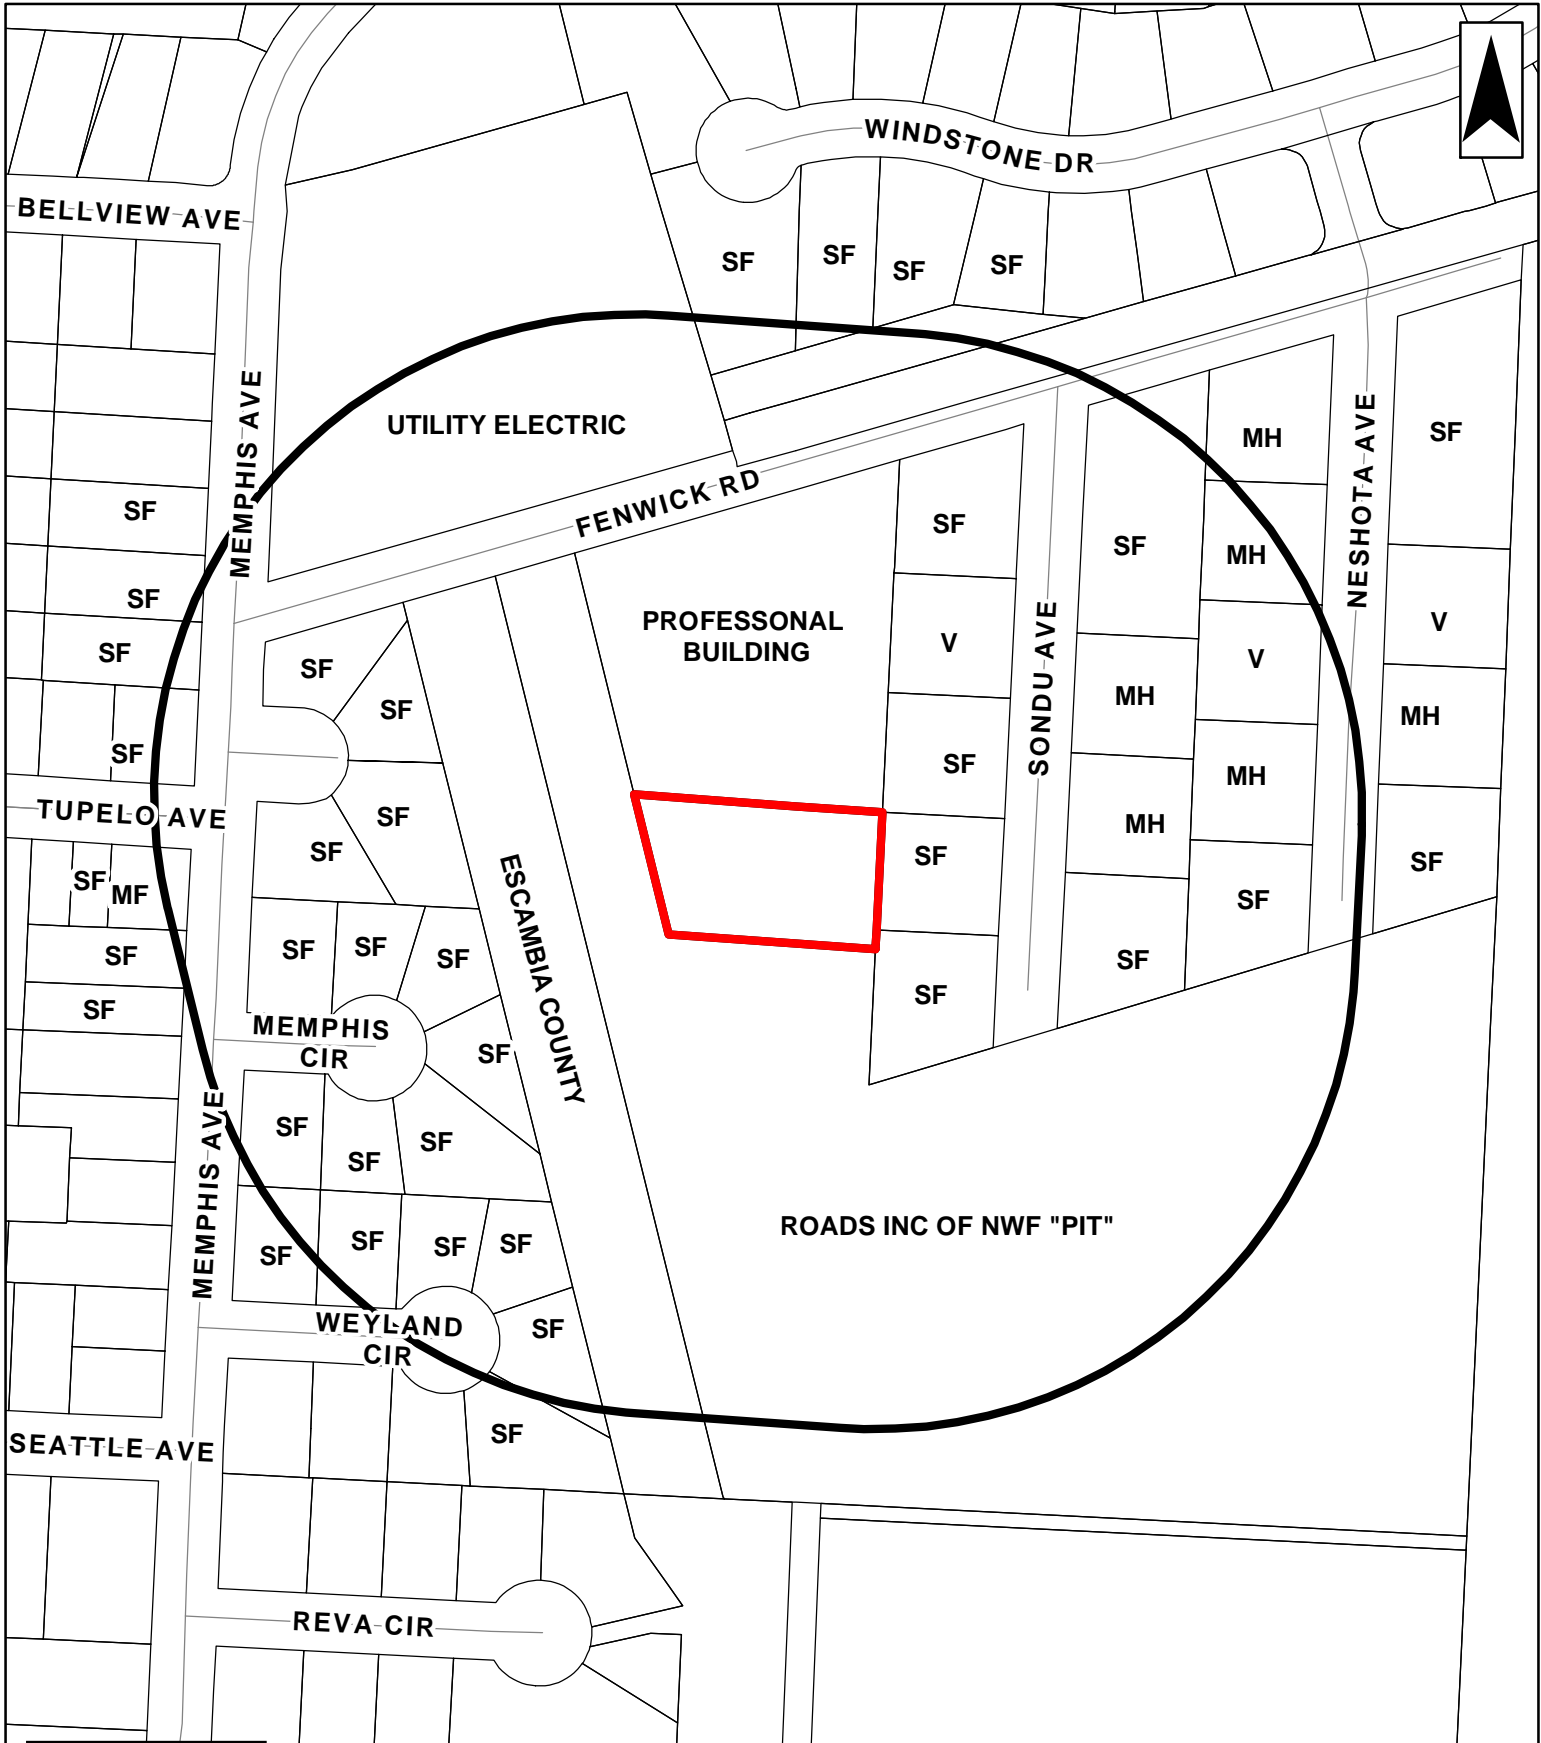 WINDSTONE DR
BELLVIEW AVE
SF
SF
SF
SF
MEMPHIS AVE
UTILITY ELECTRIC
NESHOTA AVE
SF
MH
FENWICK RD
SF
SF
SF
MH
SF
PROFESSONAL
BUILDING
V
SONDU AVE
V
V
SF
SF
SF
MH
MH
SF
SF
MH
TUPELO AVE
SF
MH
SF
SF
SF
SF
MF
SF
ESCAMBIA COUNTY
SF
SF
SF
SF
SF
SF
SF
SF
MEMPHIS
CIR
SF
MEMPHIS AVE
SF
SF
SF
ROADS INC OF NWF "PIT"
SF
SF
SF
SF
WEYLAND
CIR
SF
SF
SEATTLE AVE
REVA CIR